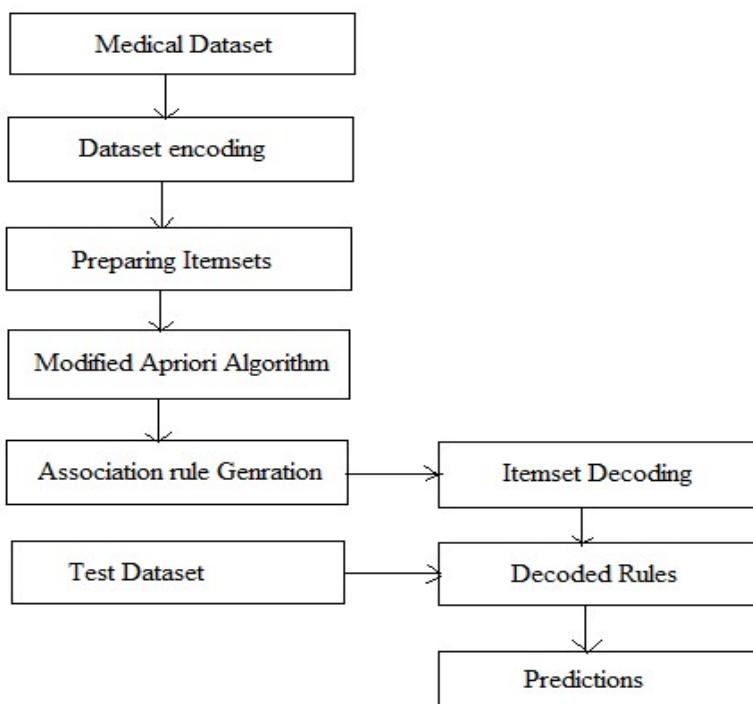 Medical Dataset
Dataset encoding
Preparing Itemsets
Modified Apriori Algorithm
Association rule Genration
Itemset Decoding
Test Dataset
Decoded Rules
Predictions